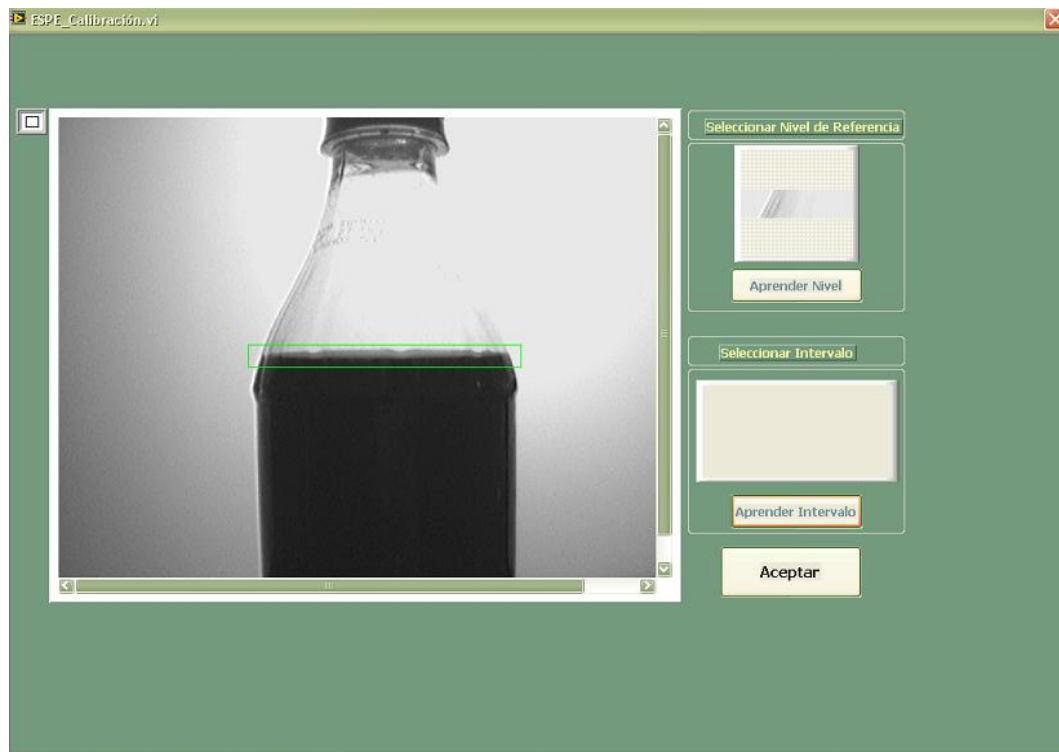 ESPE_Calibración.vi
Seleccionar Nivel de Referencia
Aprender Nivel
Seleccionar Intervalo
Aprender Intervalo
Aceptar